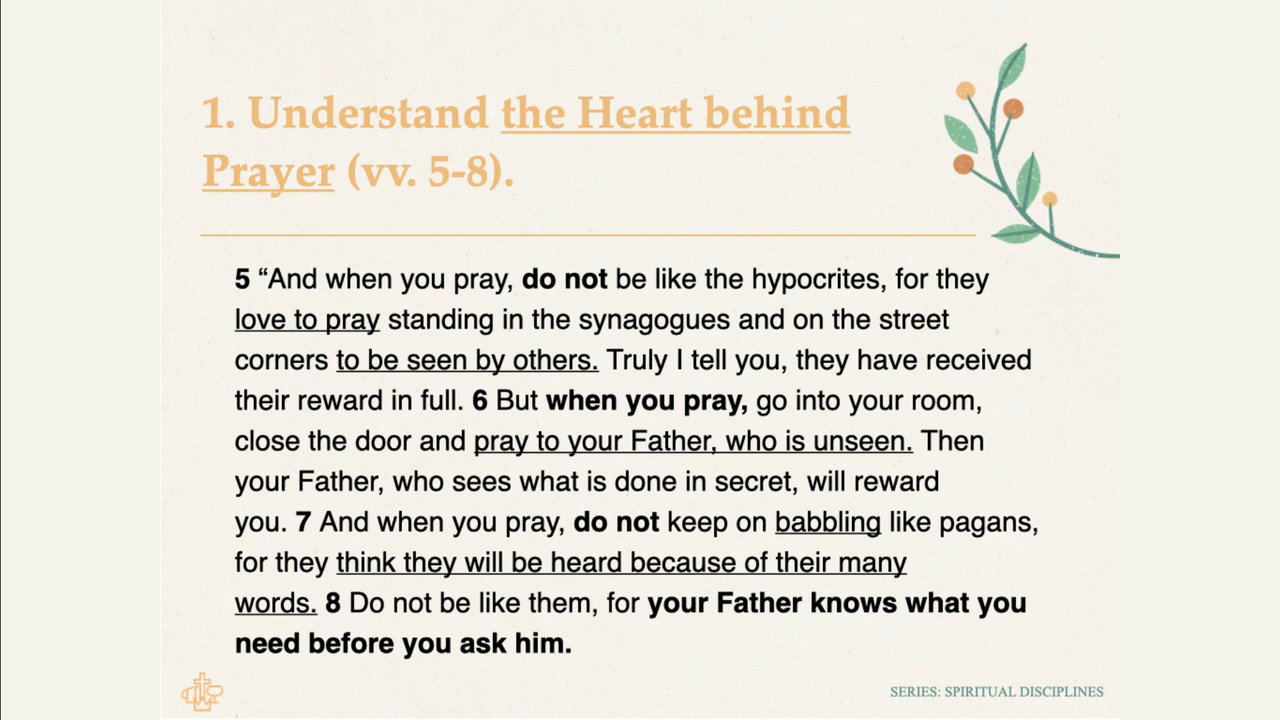 1. Understand the Heart behind
Prayer (vv. 5-8).
5 “And when you pray, do not be like the hypocrites, for they
love to pray standing in the synagogues and on the street
corners to be seen by others. Truly I tell you, they have received
their reward in full. 6 But when you pray, go into your room,
close the door and pray to your Father, who is unseen. Then
your Father, who sees what is done in secret, will reward
you. 7 And when you pray, do not keep on babbling like pagans,
for they think they will be heard because of their many
words. 8 Do not be like them, for your Father knows what you
need before you ask him.
SERIES: SPIRITUAL DISCIPLINES